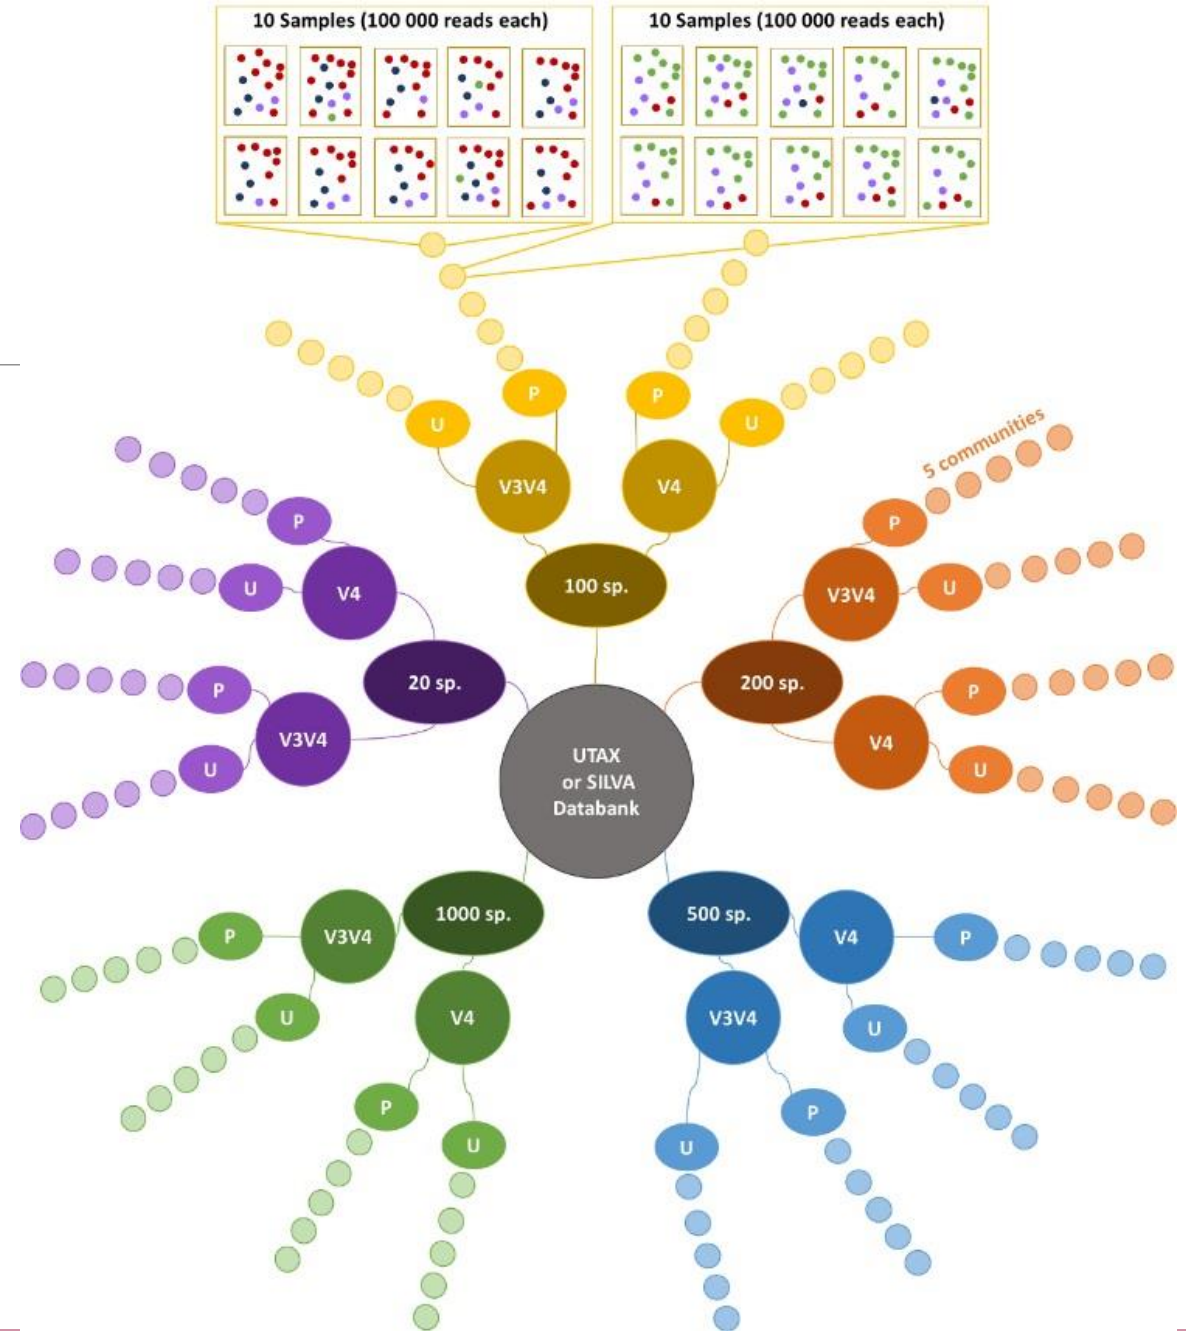 10 Samples (100 000 reads each)
10 Samples (100 000 reads each)
P
P
U
U
V3V4
V4
5 communities
100 sp.
P
P
V4
U
V3V4
U
20 sp.
200 sp.
P
P
V3V4
V4
U
U
UTAX
or SILVA
Databank
1000 sp.
500 sp.
P
V3V4
V4
P
U
V4
V3V4
U
P
P
U
U